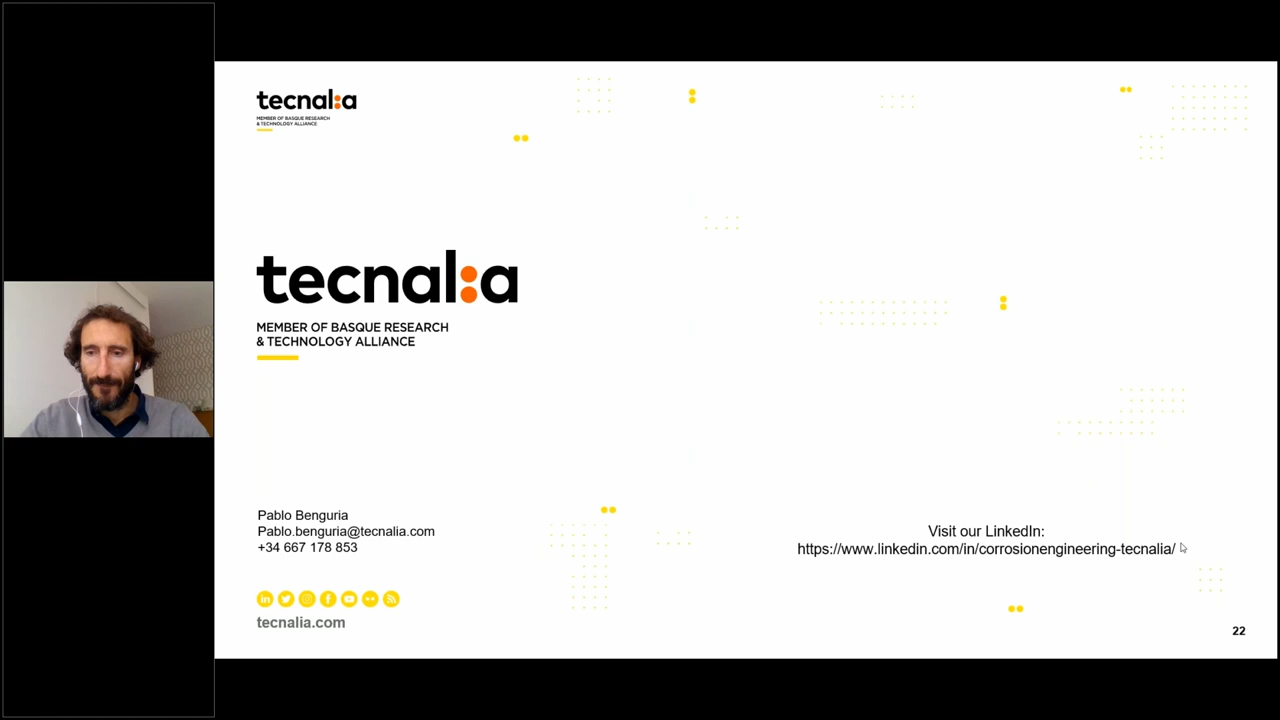 tecnal:a
MEMBER OF BASQUE RESEARCH
& TECHNOLOGY ALLIANCE
tecnal:a
MEMBER OF BASQUE RESEARCH
& TECHNOLOGY ALLIANCE
Pablo Benguria
Pablo.benguria@tecnalia.com
+34 667 178 853
tecnalia.com
Visit our LinkedIn:
https://www.linkedin.com/in/corrosionengineering-tecnalia/
22